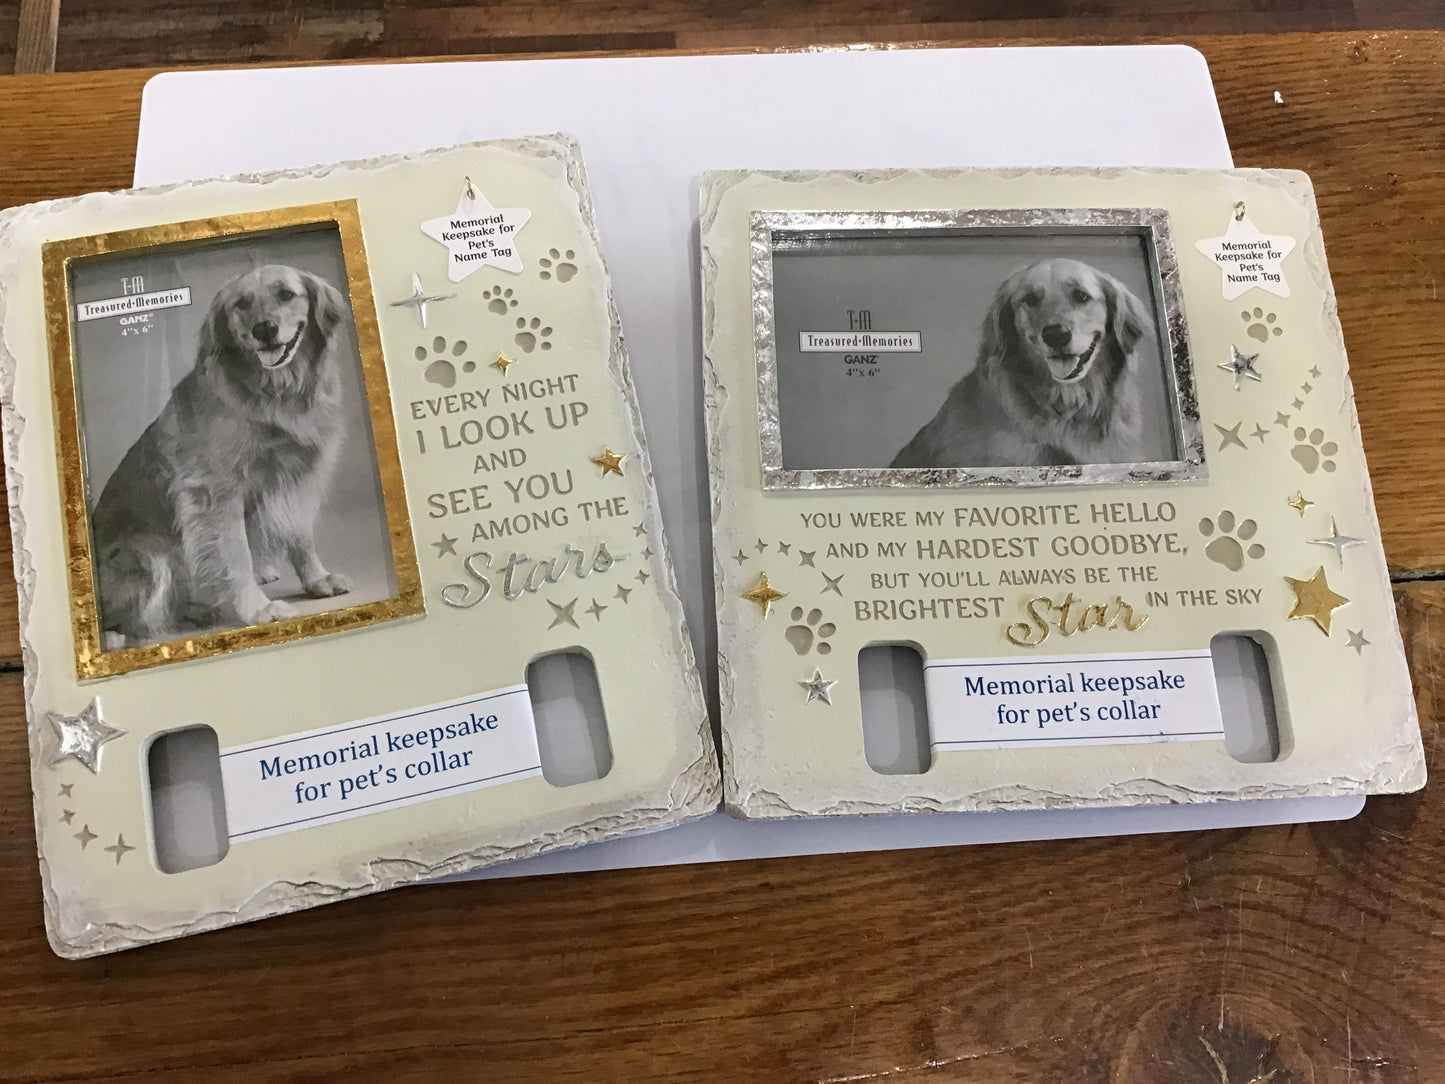 T·M
Treasured·Memories
GANZ®
4"x 6"
Memorial
Keepsake for
Pet's
Name Tag
EVERY NIGHT
I LOOK UP
AND
SEE YOU
AMONG THE
Stars
Memorial keepsake
for pet's collar
T·M
Treasured·Memories
GANZ®
4"x 6"
Memorial
Keepsake for
Pet's
Name Tag
YOU WERE MY FAVORITE HELLO
AND MY HARDEST GOODBYE,
BUT YOU'LL ALWAYS BE THE
BRIGHTEST Star IN THE SKY
Memorial keepsake
for pet's collar